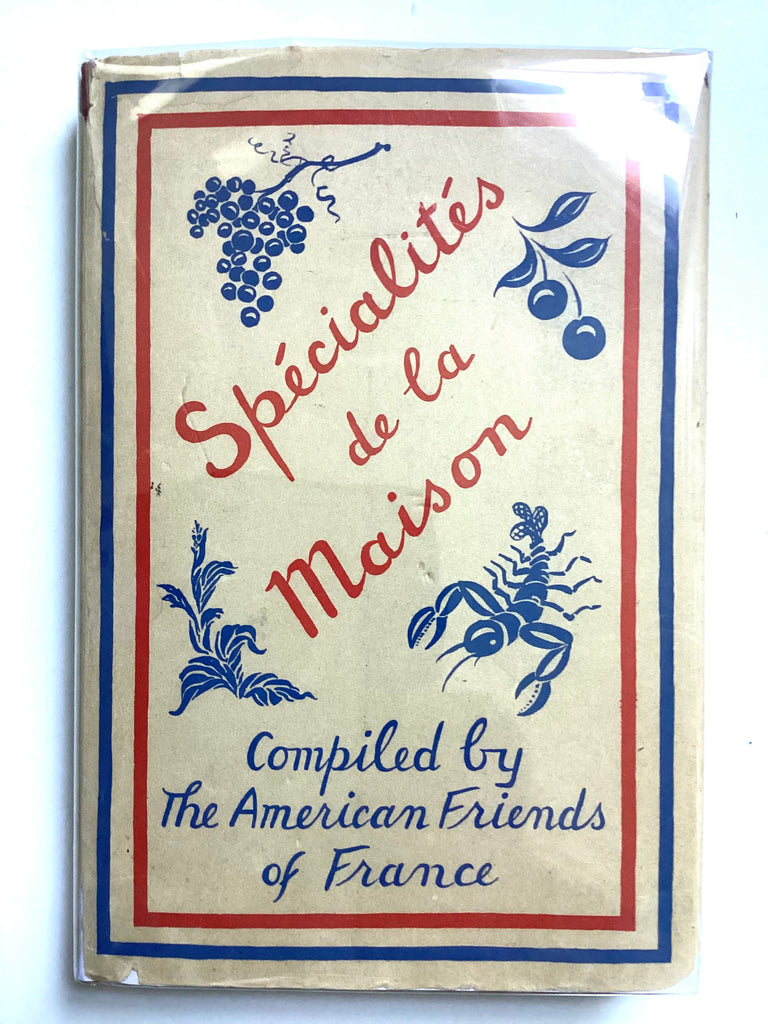 Spécialités
de la
Maison
Compiled by
The American Friends
of France